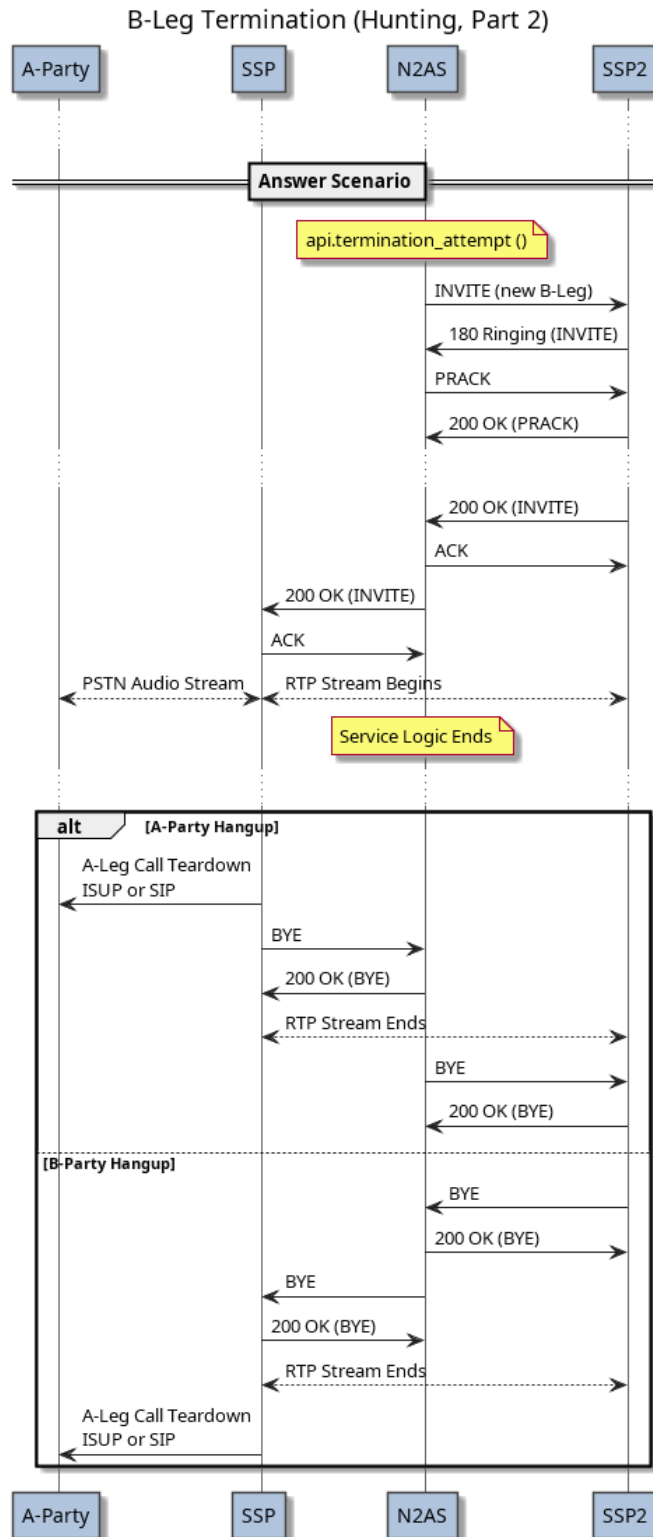 B-Leg Termination (Hunting, Part 2)
A-Party
SSP
N2AS
SSP2
Answer Scenario
api.termination_attempt ()
INVITE (new B-Leg)
180 Ringing (INVITE)
PRACK
200 OK (PRACK)
200 OK (INVITE)
ACK
200 OK (INVITE)
ACK
PSTN Audio Stream
RTP Stream Begins
Service Logic Ends
alt
[A-Party Hangup]
A-Leg Call Teardown
ISUP or SIP
BYE
200 OK (BYE)
RTP Stream Ends
BYE
200 OK (BYE)
[B-Party Hangup]
BYE
200 OK (BYE)
BYE
200 OK (BYE)
RTP Stream Ends
A-Leg Call Teardown
ISUP or SIP
A-Party
SSP
N2AS
SSP2